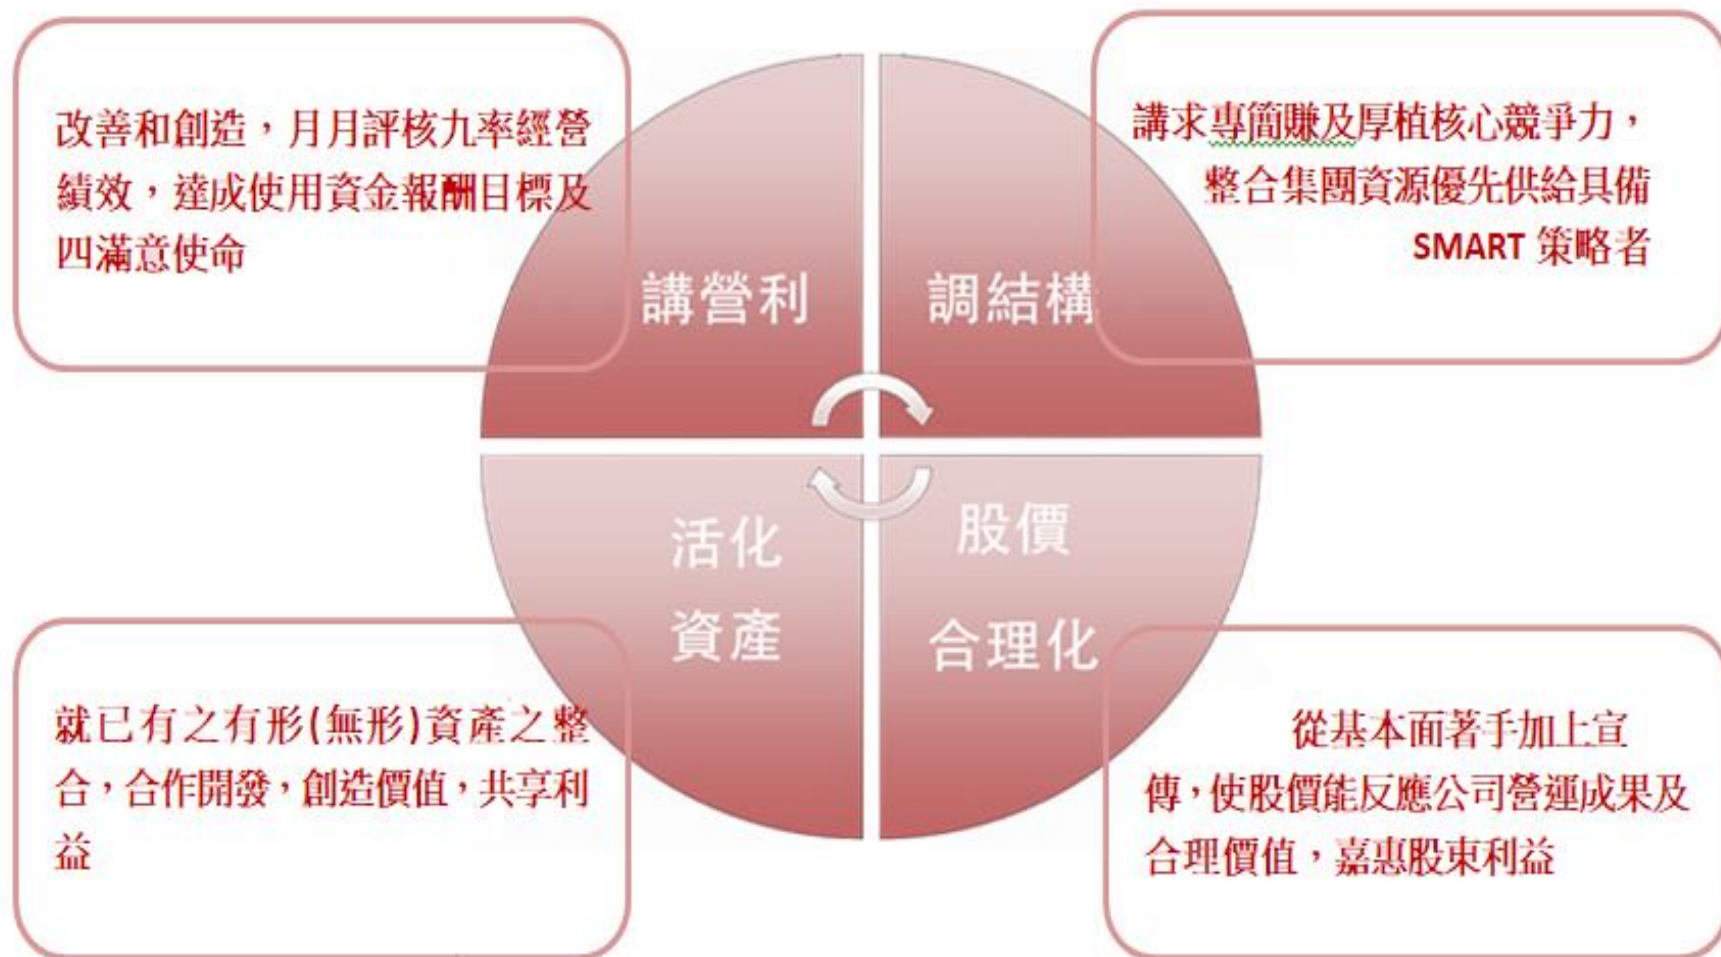 改善和創造，月月評核九率經營
績效，達成使用資金報酬目標及
四滿意使命
講營利
講求專簡賺及厚植核心競爭力，
整合集團資源優先供給具備
SMART 策略者
調結構
活化
資產
就已有之有形(無形)資產之整
合，合作開發，創造價值，共享利
益
股價
合理化
從基本面著手加上宣
傳，使股價能反應公司營運成果及
合理價值，嘉惠股東利益